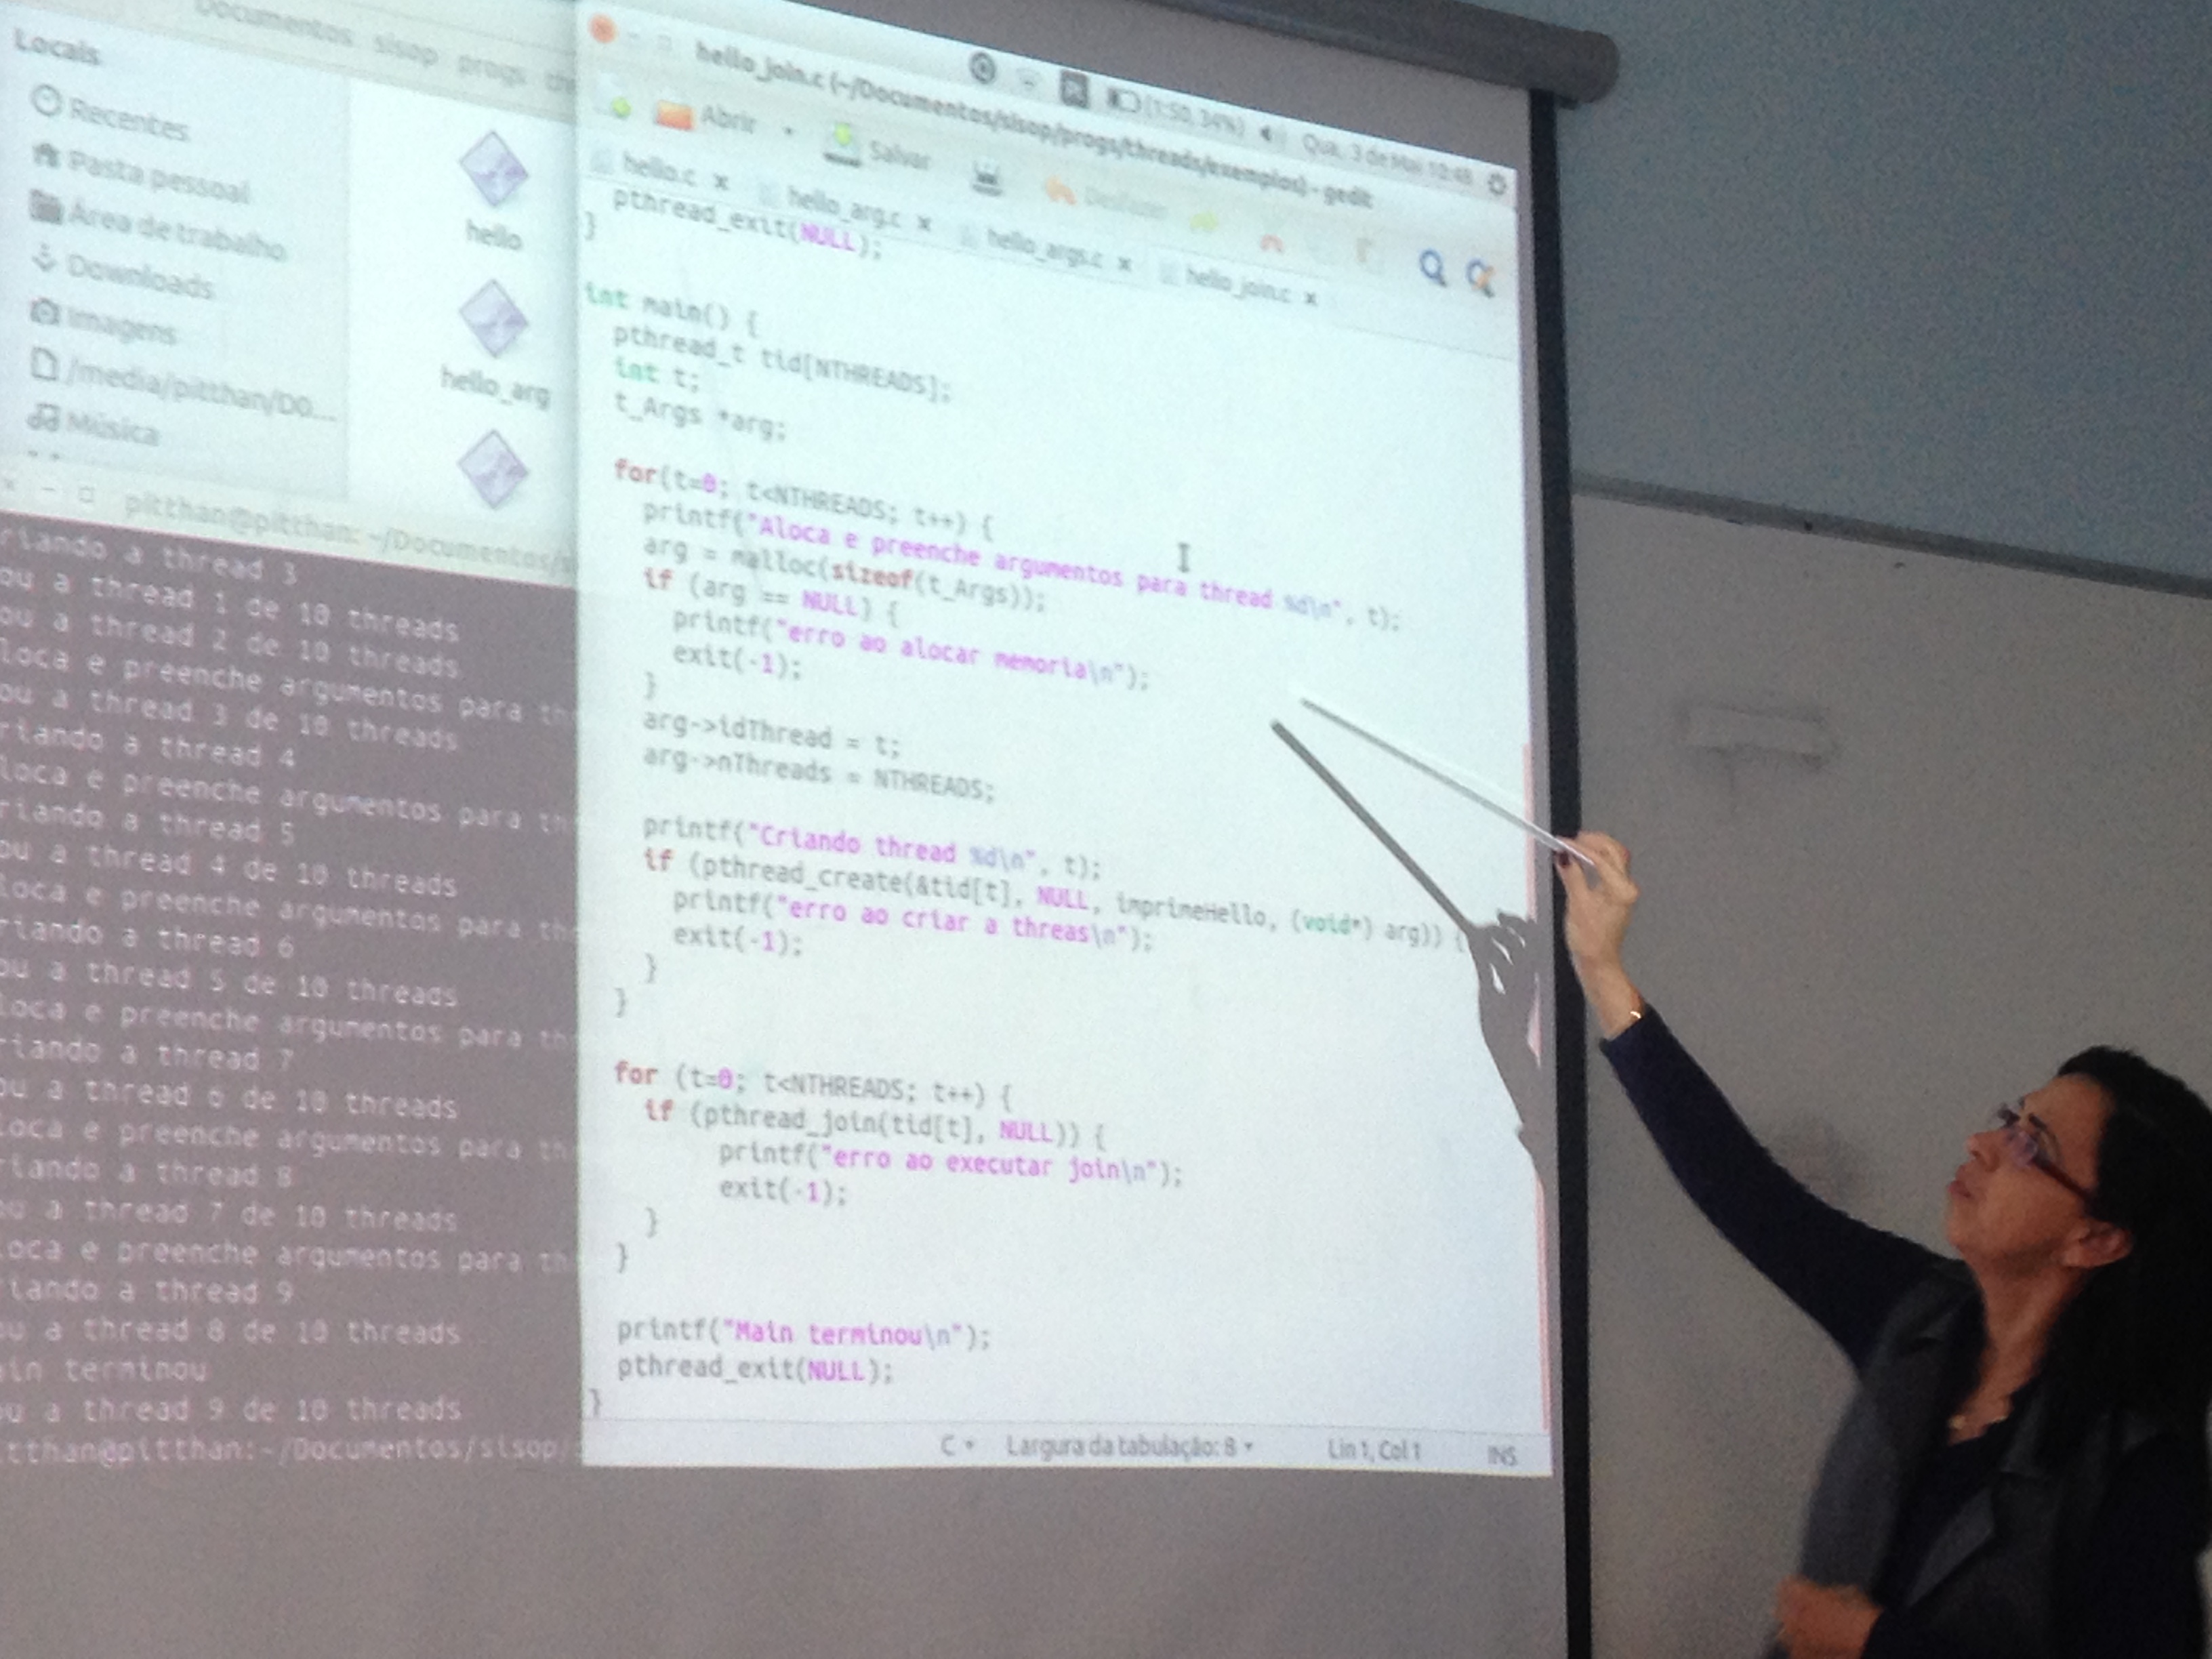 Documentos sisop progs
Locais
Recentes
Pasta pessoal
Área de trabalho
Downloads
Imagens
/media/pitthan/D0...
Música
hello
hello_arg
pitthan@pitthan: ~/Documentos/s
riando a thread 3
ou a thread 1 de 10 threads
ou a thread 2 de 10 threads
loca e preenche argumentos para th
ou a thread 3 de 10 threads
riando a thread 4
loca e preenche argumentos para th
riando a thread 5
ou a thread 4 de 10 threads
loca e preenche argumentos para th
riando a thread 6
ou a thread 5 de 10 threads
loca e preenche argumentos para th
riando a thread 7
ou a thread 6 de 10 threads
loca e preenche argumentos para th
riando a thread 8
ou a thread 7 de 10 threads
oca e preenche argumentos para th
iando a thread 9
ou a thread 8 de 10 threads
in terminou
ou a thread 9 de 10 threads
itthan@pitthan:~/Documentos/sisop/
(1:50, 34%) Qua, 3 de Mai
hello_join.c (~/Documentos/sisop/progs/threads/exemplos) - gedit
Abrir Salvar Desfazer
hello.c x hello_arg.c x hello_args.c x hello_join.c x
pthread_exit(NULL);
}
int main() {
pthread_t tid[NTHREADS];
int t;
t_Args *arg;
for(t=0; t<NTHREADS; t++) {
printf("Aloca e preenche argumentos para thread %d\n", t);
arg = malloc(sizeof(t_Args));
if (arg == NULL) {
printf("erro ao alocar memoria\n");
exit(-1);
}
arg->idThread = t;
arg->nThreads = NTHREADS;
printf("Criando thread %d\n", t);
if (pthread_create(&tid[t], NULL, imprimeHello, (void*) arg)) {
printf("erro ao criar a threas\n");
exit(-1);
}
}
for (t=0; t<NTHREADS; t++) {
if (pthread_join(tid[t], NULL)) {
printf("erro ao executar join\n");
exit(-1);
}
}
printf("Main terminou\n");
pthread_exit(NULL);
}
C Largura da tabulação: 8 Lin 1, Col 1 INS